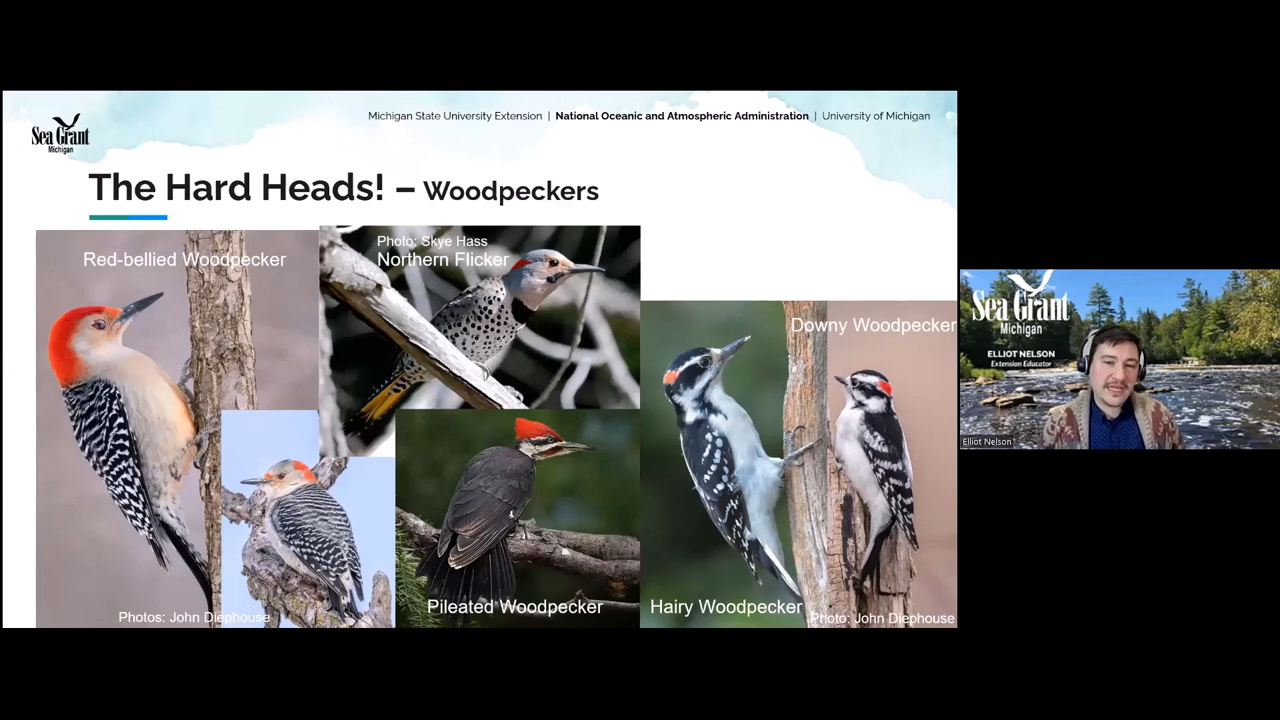 Michigan State University Extension | National Oceanic and Atmospheric Administration | University of Michigan
Sea Grant
Michigan
The Hard Heads! – Woodpeckers
Red-bellied Woodpecker
Photo: Skye Hass
Northern Flicker
Downy Woodpecker
Pileated Woodpecker
Hairy Woodpecker
Photos: John Diephouse
Photo: John Diephouse
Sea Grant
Michigan
ELLIOT NELSON
Extension Educator
Elliot Nelson